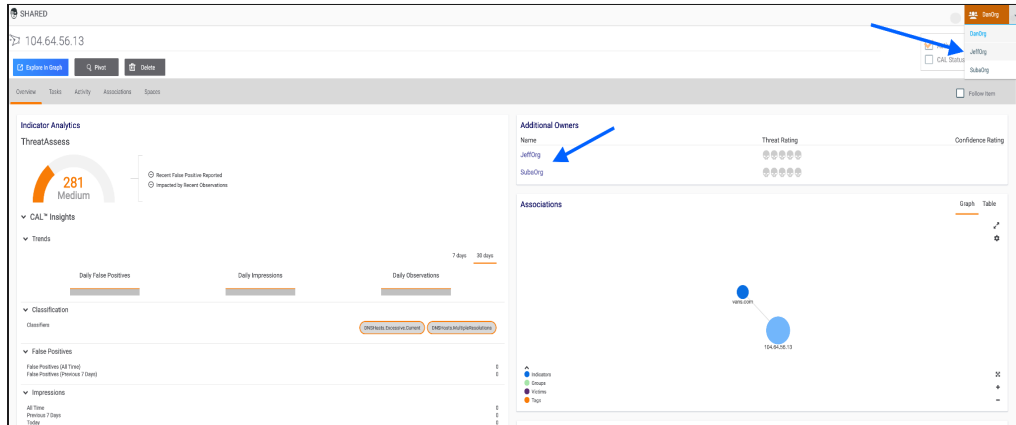 SHARED
DanOrg
104.64.56.13
DanOrg
JeffOrg
CAL Status
SubaOrg
Explore In Graph
Pivot
Delete
Overview Tasks Activity Associations Spaces
Follow Item
Indicator Analytics
ThreatAssess
281
Medium
Recent False Positive Reported
Impacted by Recent Observations
CAL™ Insights
Trends
7 days 30 days
Daily False Positives Daily Impressions Daily Observations
Classification
Classifiers
DNSHosts.Excessive.Current DNSHosts.MultipleResolutions
False Positives
False Positives (All Time) 0
False Positives (Previous 7 Days) 0
Impressions
All Time 0
Previous 7 Days 0
Today 0
Additional Owners
Name Threat Rating Confidence Rating
JeffOrg
SubaOrg
Associations
Graph Table
vans.com
104.64.56.13
Indicators
Groups
Victims
Tags